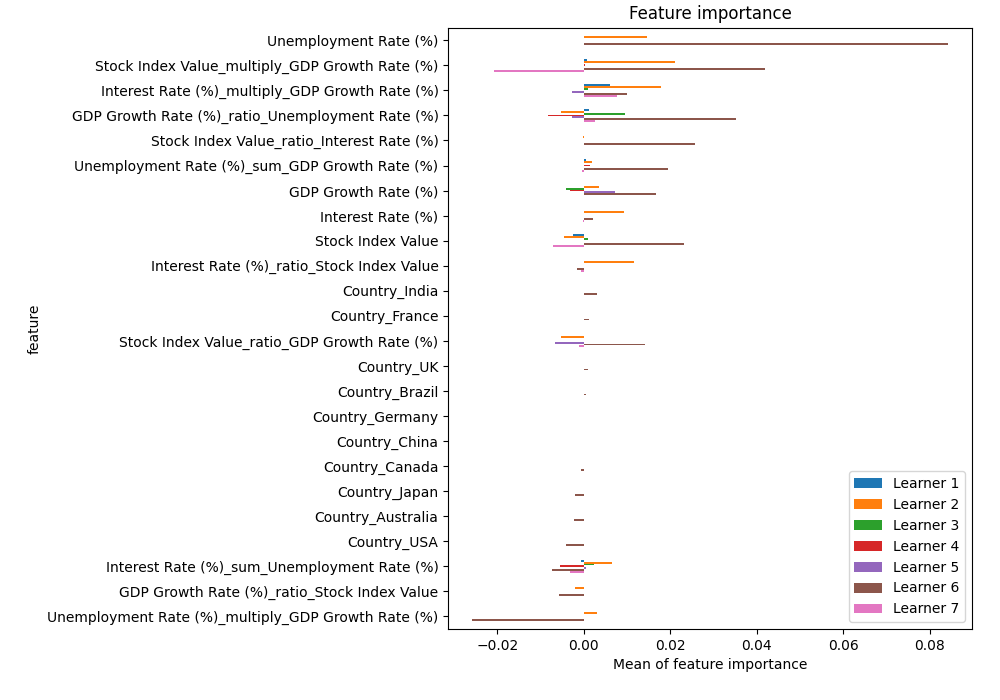 Feature importance
Unemployment Rate (%)
Stock Index Value_multiply_GDP Growth Rate (%)
Interest Rate (%)_multiply_GDP Growth Rate (%)
GDP Growth Rate (%)_ratio_Unemployment Rate (%)
Stock Index Value_ratio_Interest Rate (%)
Unemployment Rate (%)_sum_GDP Growth Rate (%)
GDP Growth Rate (%)
Interest Rate (%)
Stock Index Value
Interest Rate (%)_ratio_Stock Index Value
Country_India
Country_France
Stock Index Value_ratio_GDP Growth Rate (%)
Country_UK
Country_Brazil
Country_Germany
Country_China
Country_Canada
Country_Japan
Country_Australia
Country_USA
Interest Rate (%)_sum_Unemployment Rate (%)
GDP Growth Rate (%)_ratio_Stock Index Value
Unemployment Rate (%)_multiply_GDP Growth Rate (%)
feature
Learner 1
Learner 2
Learner 3
Learner 4
Learner 5
Learner 6
Learner 7
−0.02 0.00 0.02 0.04 0.06 0.08
Mean of feature importance